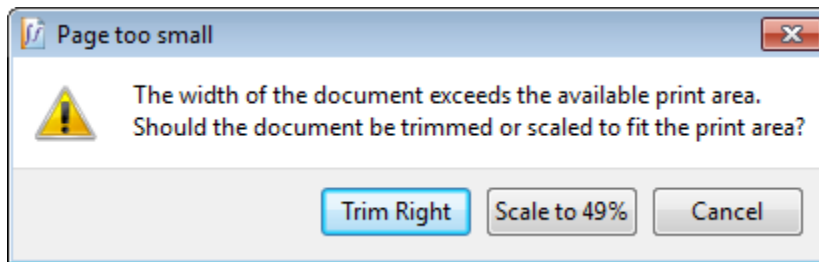 Page too small
The width of the document exceeds the available print area.
Should the document be trimmed or scaled to fit the print area?
Trim Right
Scale to 49%
Cancel